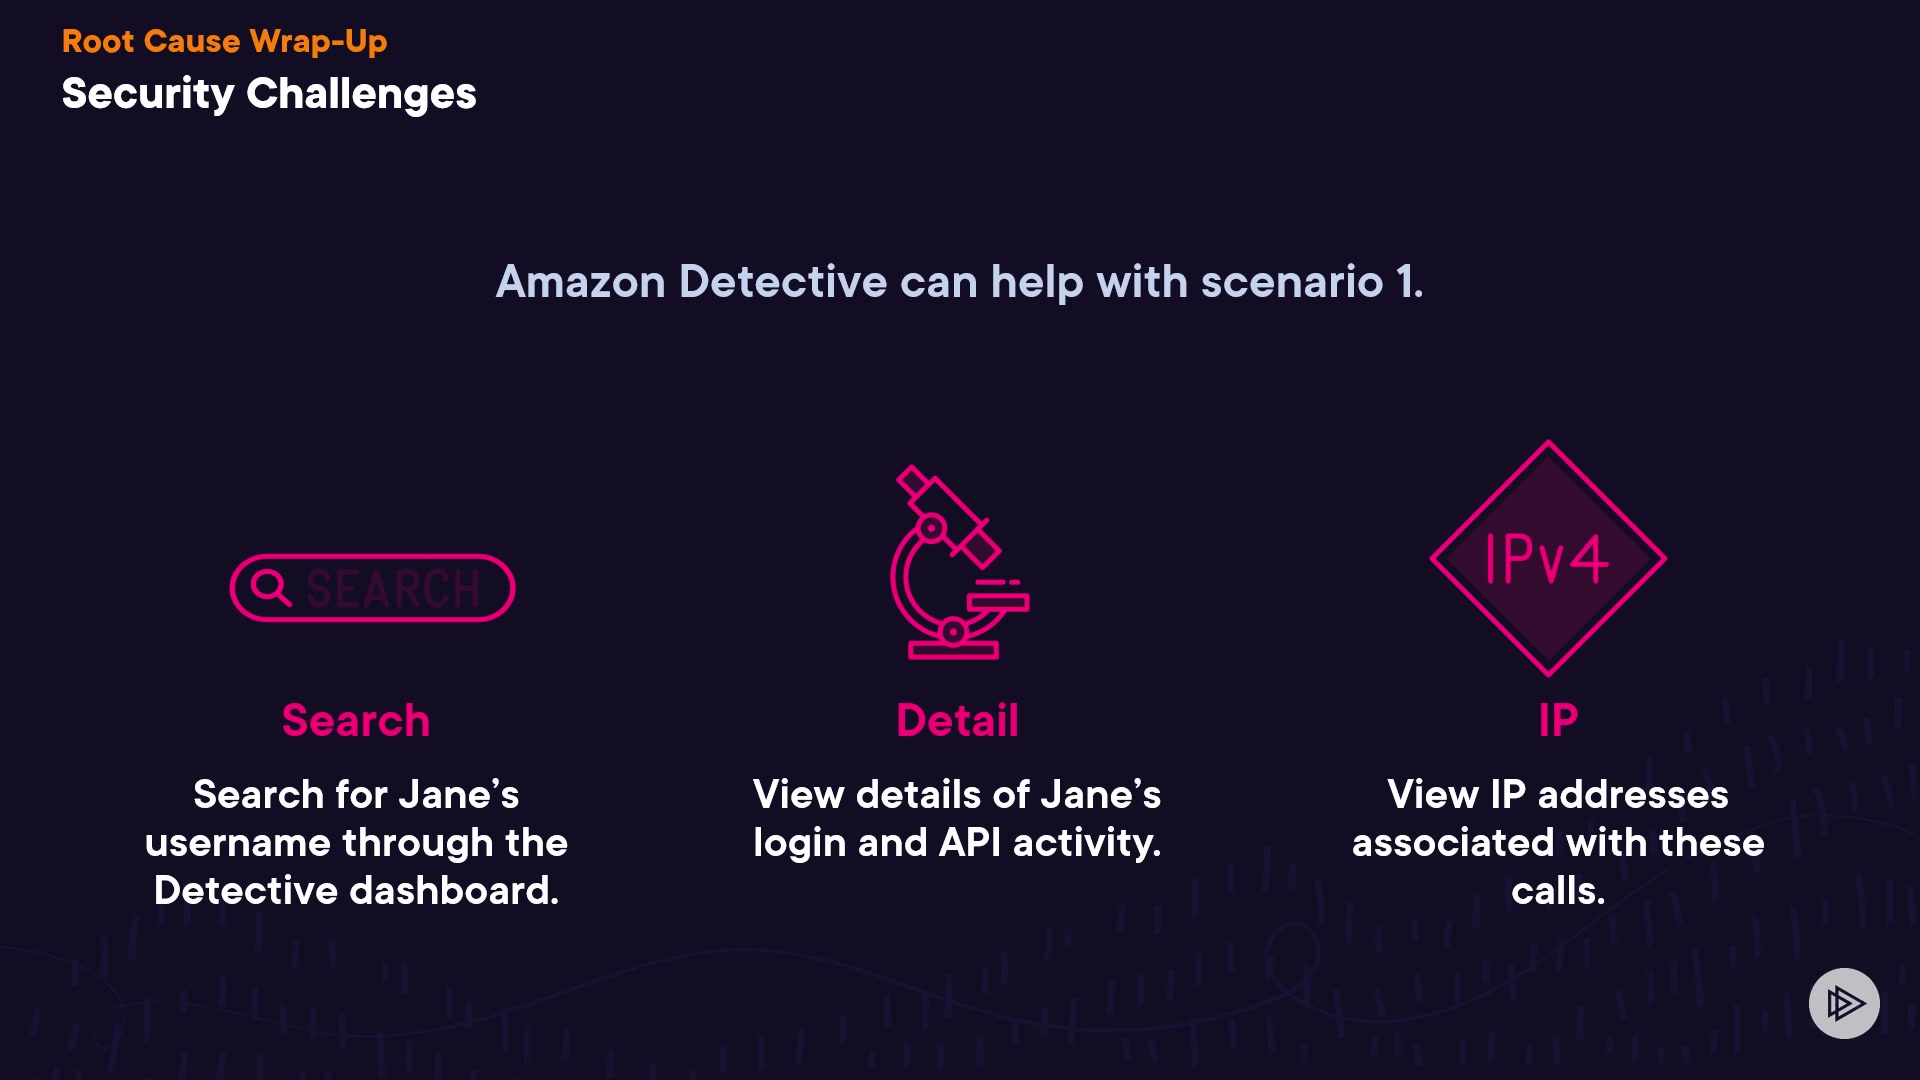 Root Cause Wrap-Up
Security Challenges
Amazon Detective can help with scenario 1.
SEARCH
IPv4
Search
Search for Jane’s
username through the
Detective dashboard.
Detail
View details of Jane’s
login and API activity.
IP
View IP addresses
associated with these
calls.